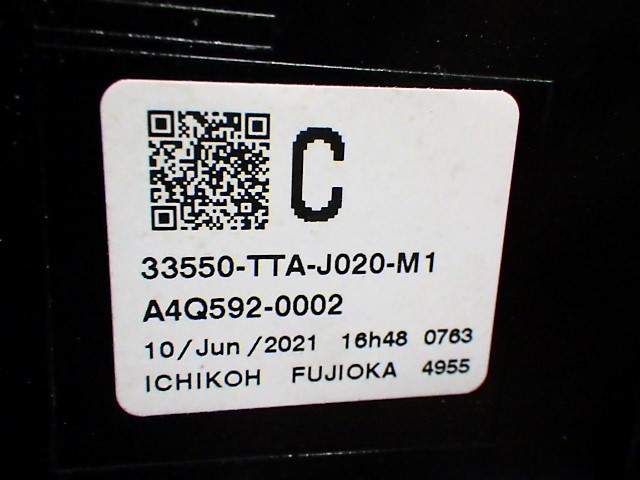 C
33550-TTA-J020-M1
A4Q592-0002
10/Jun/2021 16h48 0763
ICHIKOH FUJIOKA 4955